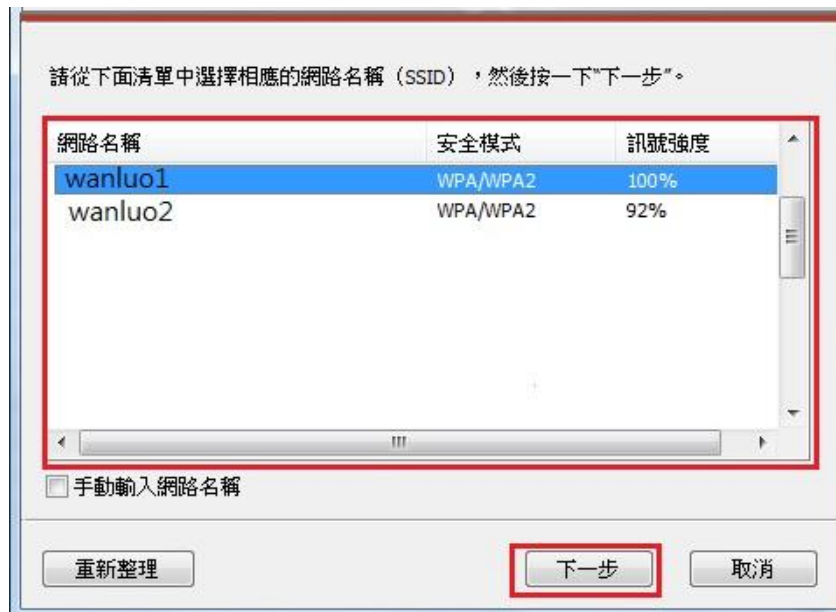 請從下面清單中選擇相應的網路名稱（SSID），然後按一下"下一步"。
網路名稱 安全模式 訊號強度
wanluo1 WPA/WPA2 100%
wanluo2 WPA/WPA2 92%
手動輸入網路名稱
重新整理 下一步 取消